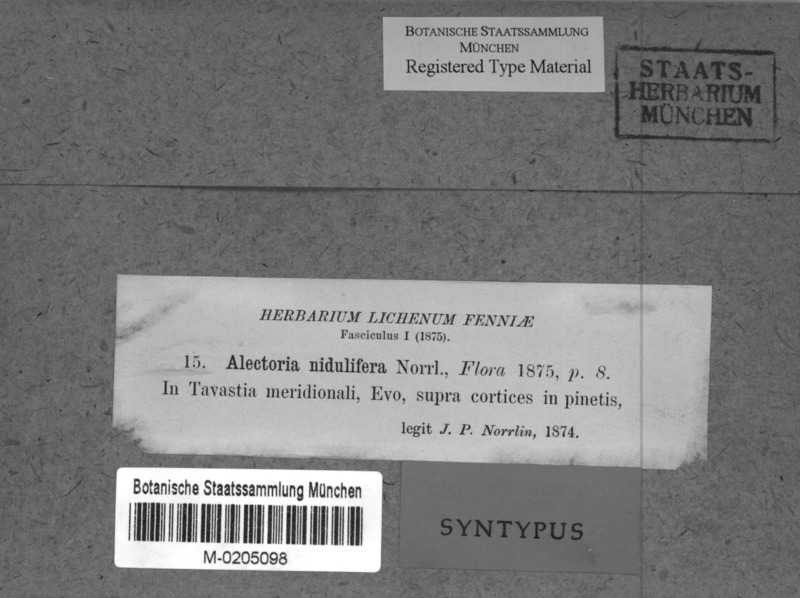 BOTANISCHE STAATSSAMMLUNG
MÜNCHEN
Registered Type Material
STAATS-
HERBARIUM
MÜNCHEN
HERBARIUM LICHENUM FENNIÆ
Fasciculus I (1875).
15. Alectoria nidulifera Norrl., Flora 1875, p. 8.
In Tavastia meridionali, Evo, supra cortices in pinetis,
legit J. P. Norrlin, 1874.
Botanische Staatssammlung München
M-0205098
SYNTYPUS